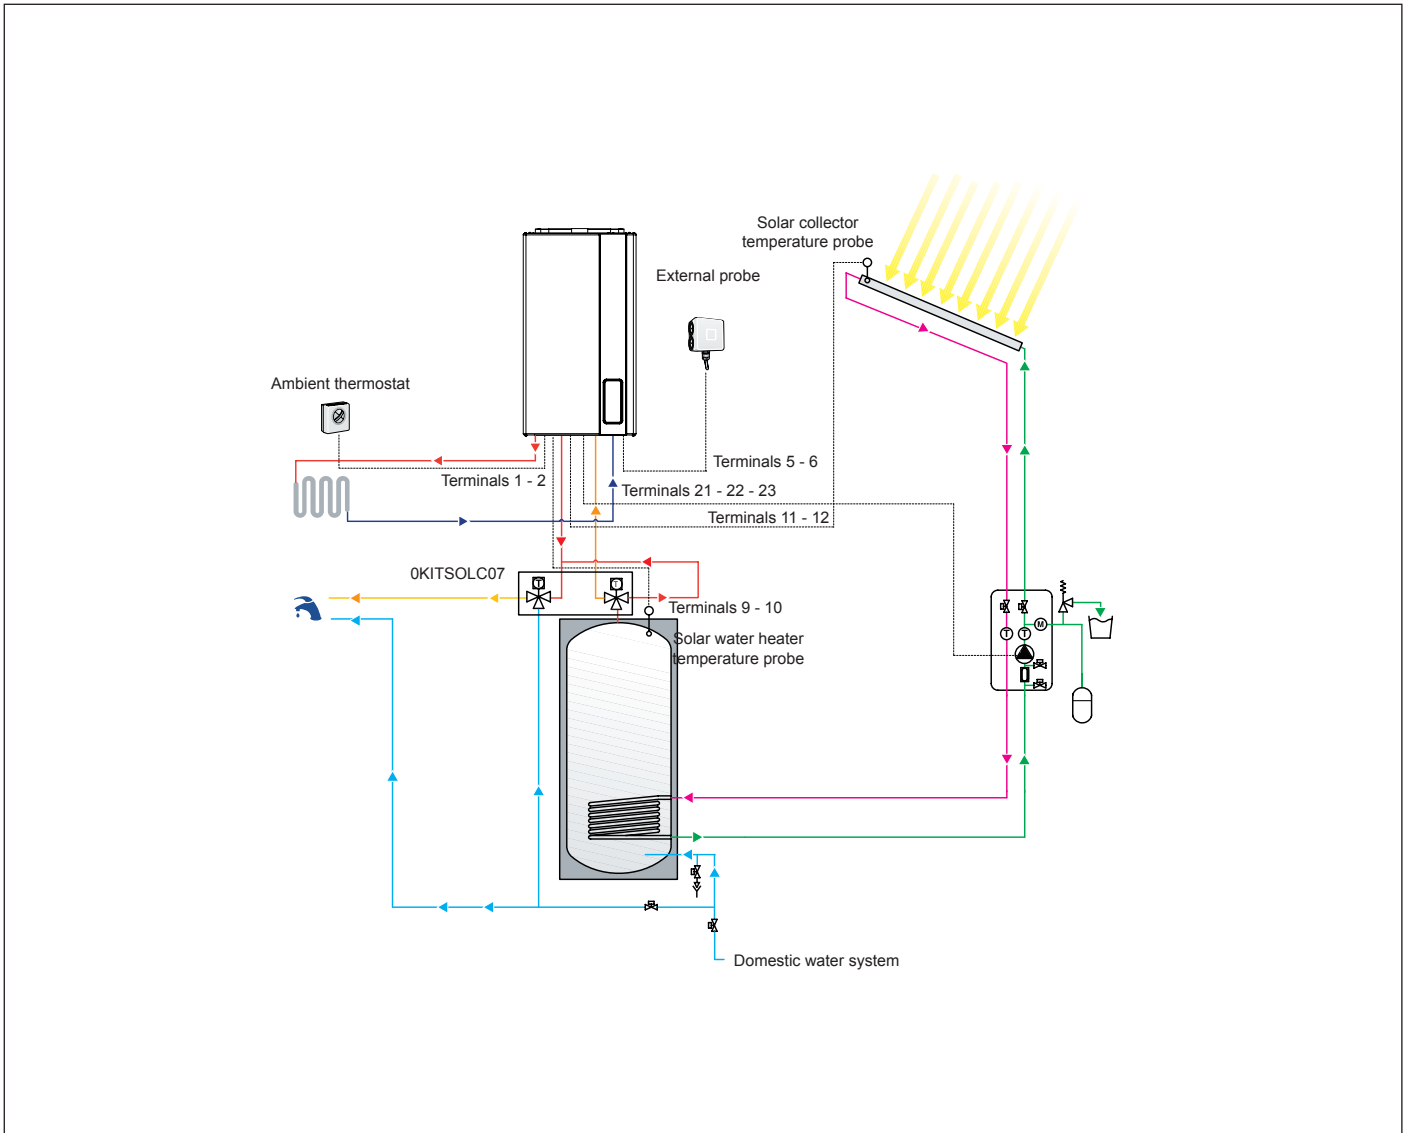 Solar collector
temperature probe
External probe
Ambient thermostat
Terminals 5 - 6
Terminals 1 - 2
Terminals 21 - 22 - 23
Terminals 11 - 12
0KITSOLC07
T
T
Terminals 9 - 10
Solar water heater
temperature probe
M
T
T
Domestic water system